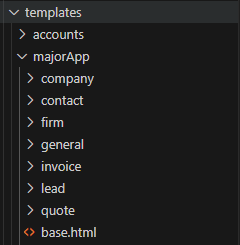 templates
accounts
majorApp
company
contact
firm
general
invoice
lead
quote
<> base.html